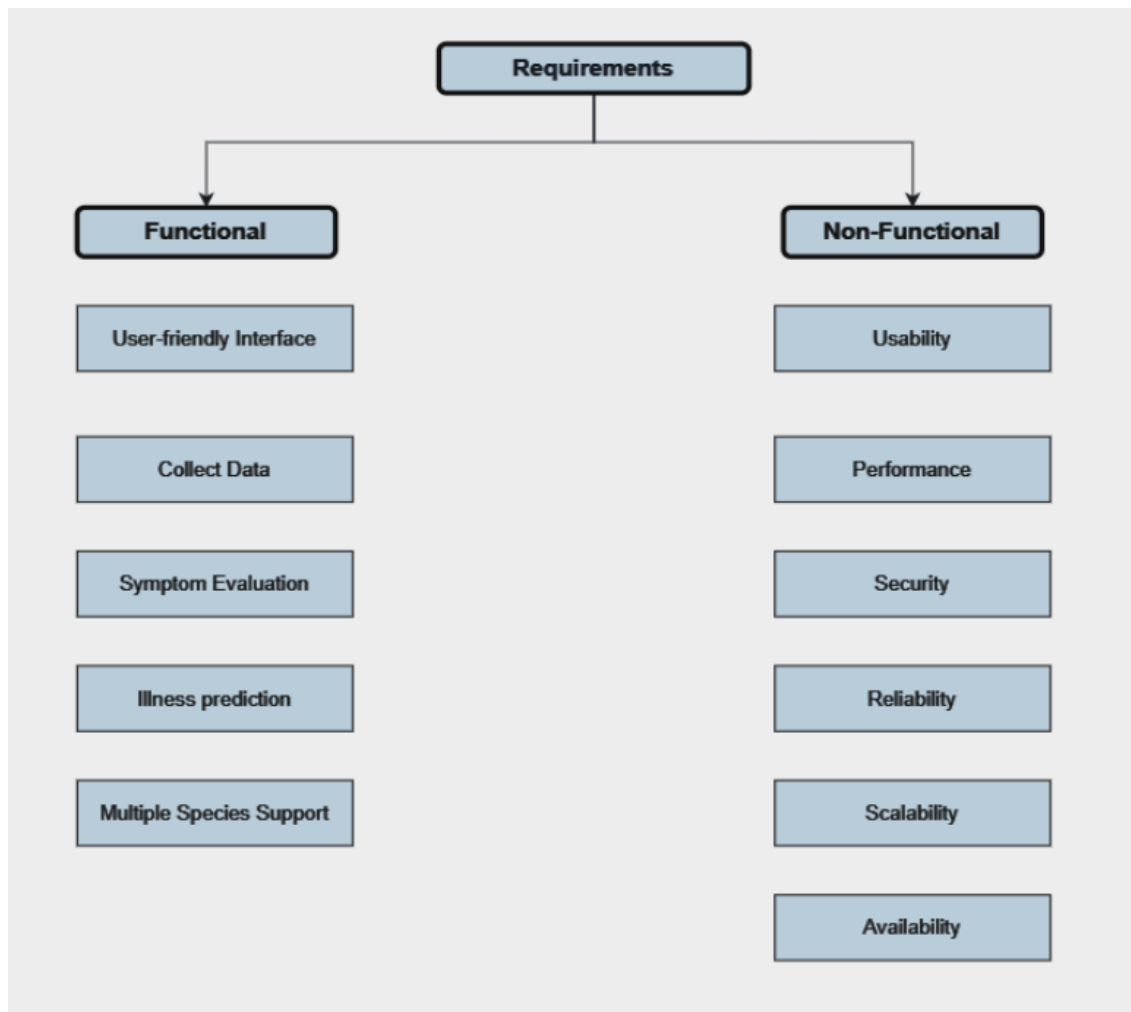 Requirements
Functional
Non-Functional
User-friendly Interface
Usability
Collect Data
Performance
Symptom Evaluation
Security
Illness prediction
Reliability
Multiple Species Support
Scalability
Availability